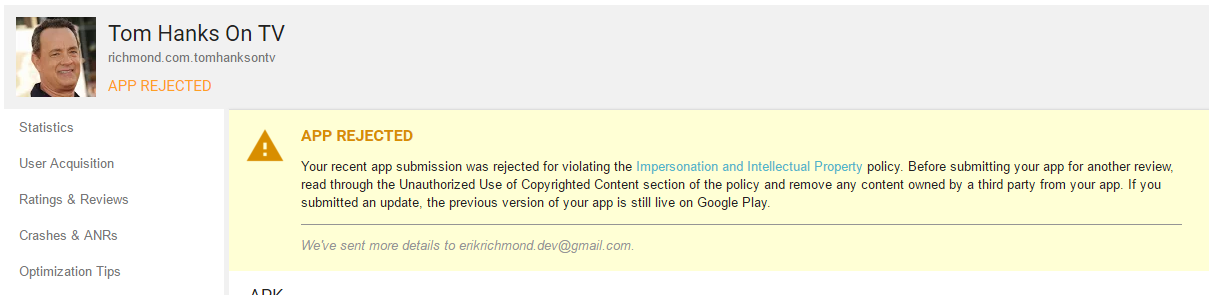 Tom Hanks On TV
richmond.com.tomhanksontv
APP REJECTED
Statistics
User Acquisition
Ratings & Reviews
Crashes & ANRs
Optimization Tips
APP REJECTED
Your recent app submission was rejected for violating the Impersonation and Intellectual Property policy. Before submitting your app for another review,
read through the Unauthorized Use of Copyrighted Content section of the policy and remove any content owned by a third party from your app. If you
submitted an update, the previous version of your app is still live on Google Play.
We've sent more details to erikrichmond.dev@gmail.com.
APK